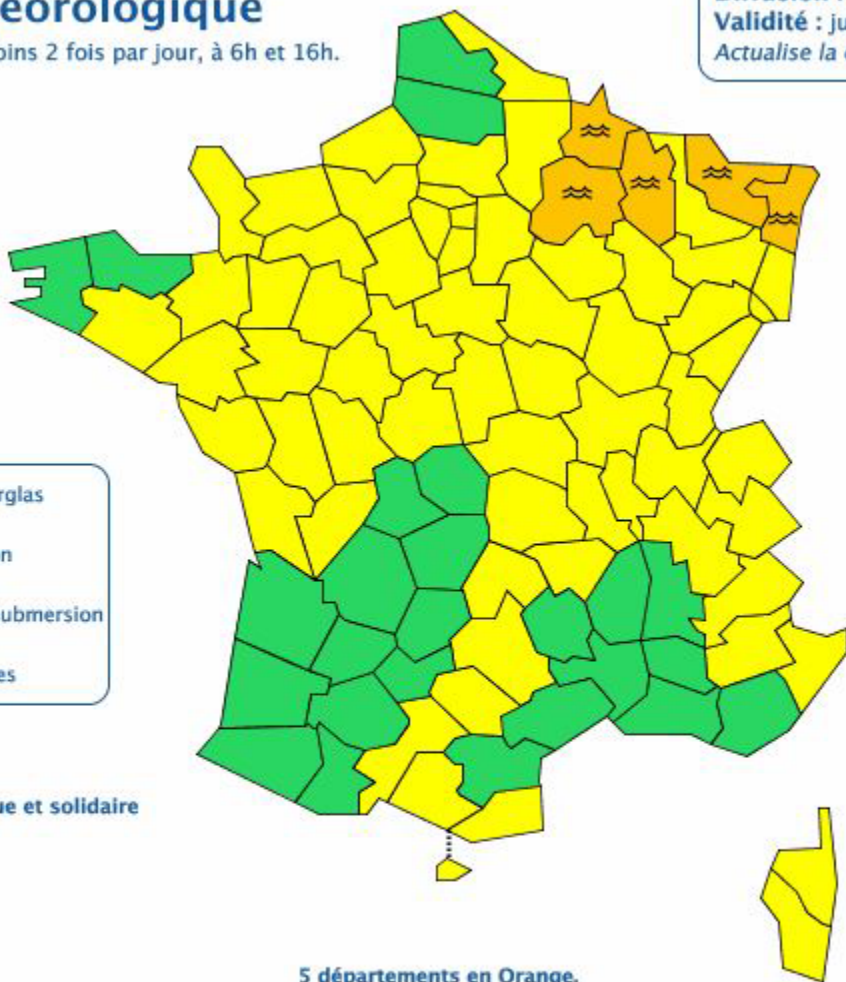 éorologique
oins 2 fois par jour, à 6h et 16h.
Validité : ju
Actualise la
rglas
n
ubmersion
es
ue et solidaire
5 départements en Orange.